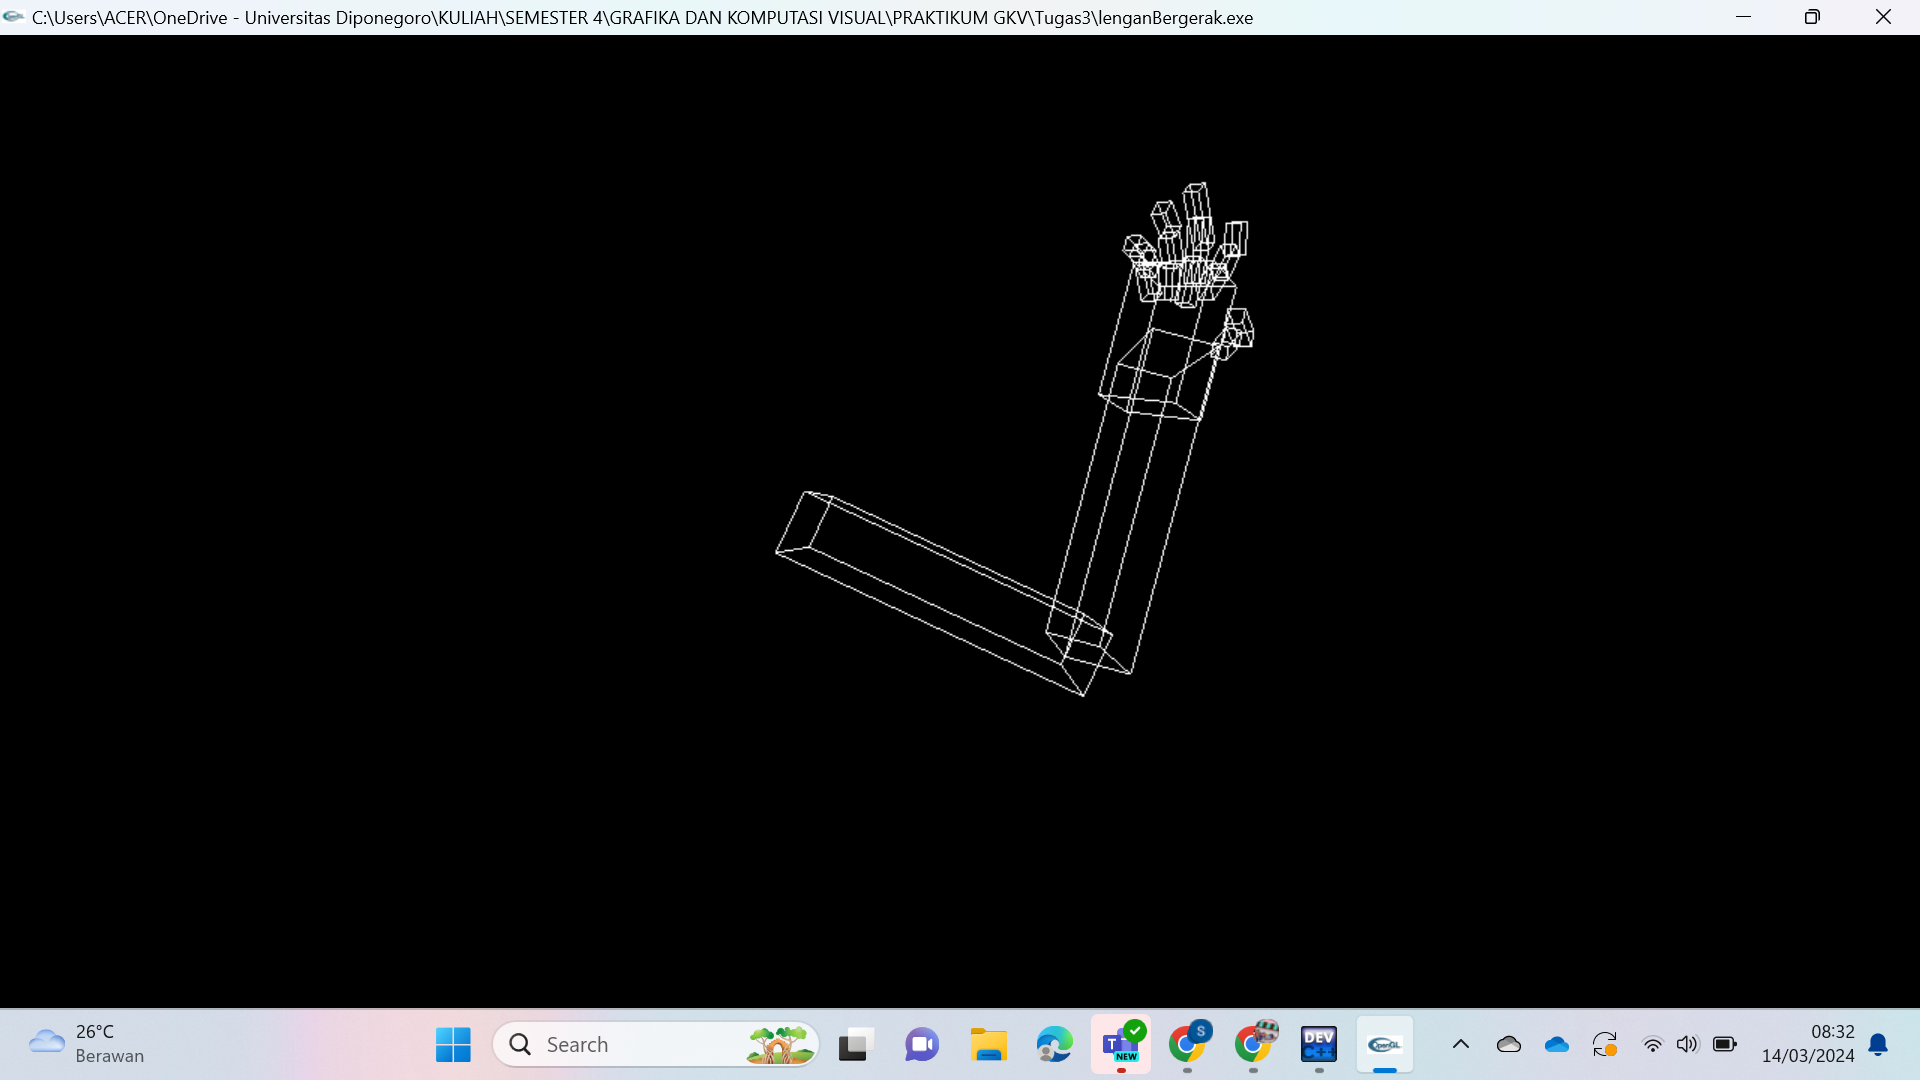 C:\Users\ACER\OneDrive - Universitas Diponegoro\KULIAH\SEMESTER 4\GRAFIKA DAN KOMPUTASI VISUAL\PRAKTIKUM GKV\Tugas3\lenganBergerak.exe
26°C
Berawan
Search
T
NEW
S
DEV
C++
OpenGL
08:32
14/03/2024